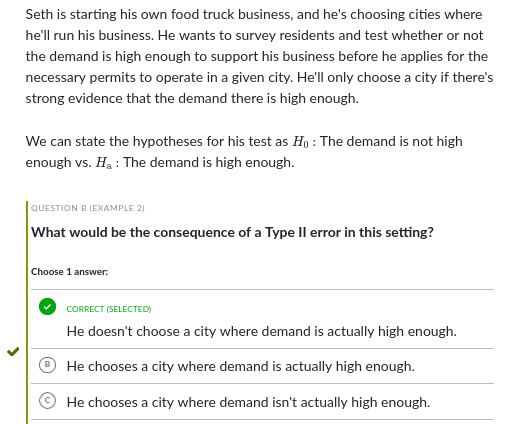 Seth is starting his own food truck business, and he's choosing cities where
he'll run his business. He wants to survey residents and test whether or not
the demand is high enough to support his business before he applies for the
necessary permits to operate in a given city. He'll only choose a city if there's
strong evidence that the demand there is high enough.
We can state the hypotheses for his test as H₀ : The demand is not high
enough vs. Hₐ : The demand is high enough.
QUESTION B (EXAMPLE 2)
What would be the consequence of a Type II error in this setting?
Choose 1 answer:
CORRECT (SELECTED)
He doesn't choose a city where demand is actually high enough.
B He chooses a city where demand is actually high enough.
C He chooses a city where demand isn't actually high enough.